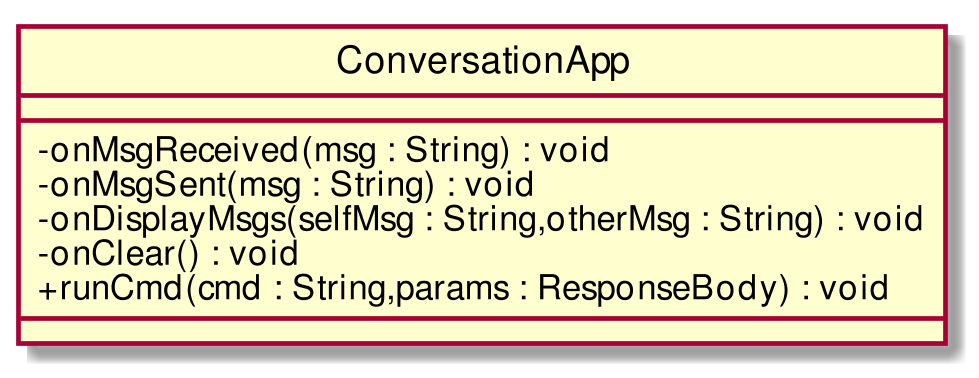 ConversationApp
-onMsgReceived(msg : String) : void
-onMsgSent(msg : String) : void
-onDisplayMsgs(selfMsg : String,otherMsg : String) : void
-onClear() : void
+runCmd(cmd : String,params : ResponseBody) : void